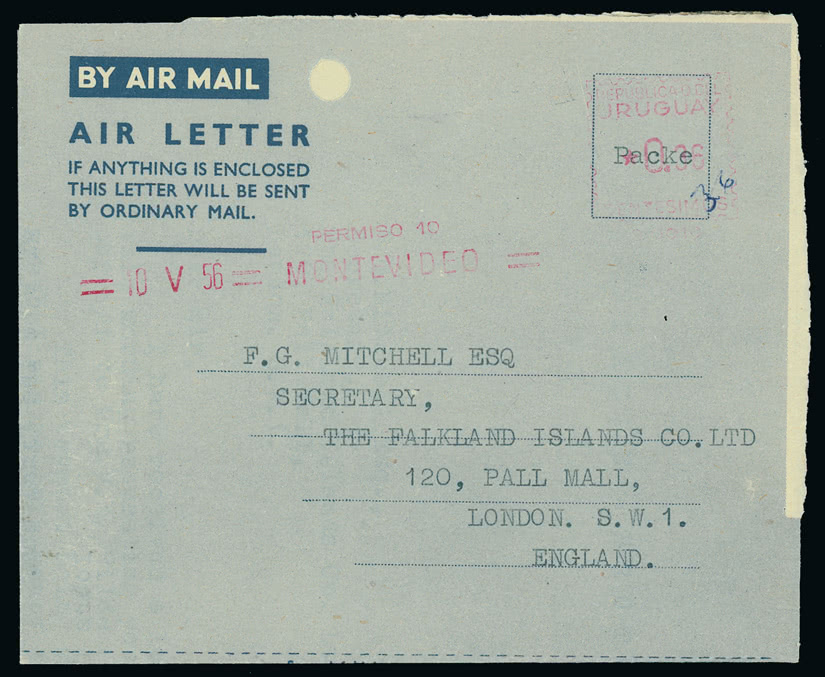 BY AIR MAIL
AIR LETTER
IF ANYTHING IS ENCLOSED
THIS LETTER WILL BE SENT
BY ORDINARY MAIL.
URUGUAY
Packe
36
PERMISO 10
= 10 V 56 = MONTEVIDEO =
F.G. MITCHELL ESQ
SECRETARY,
THE FALKLAND ISLANDS CO.LTD
120, PALL MALL,
LONDON. S.W.1.
ENGLAND.